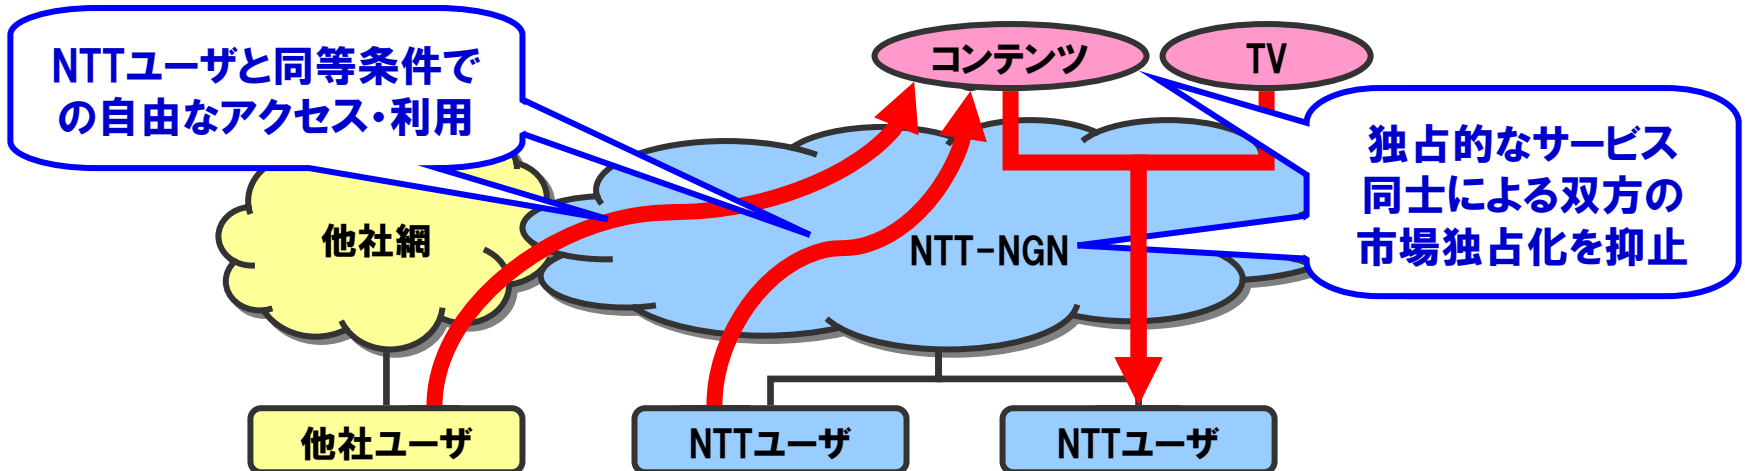 NTTユーザと同等条件で
の自由なアクセス・利用
コンテンツ
TV
独占的なサービス
同士による双方の
市場独占化を抑止
他社網
NTT-NGN
他社ユーザ
NTTユーザ
NTTユーザ